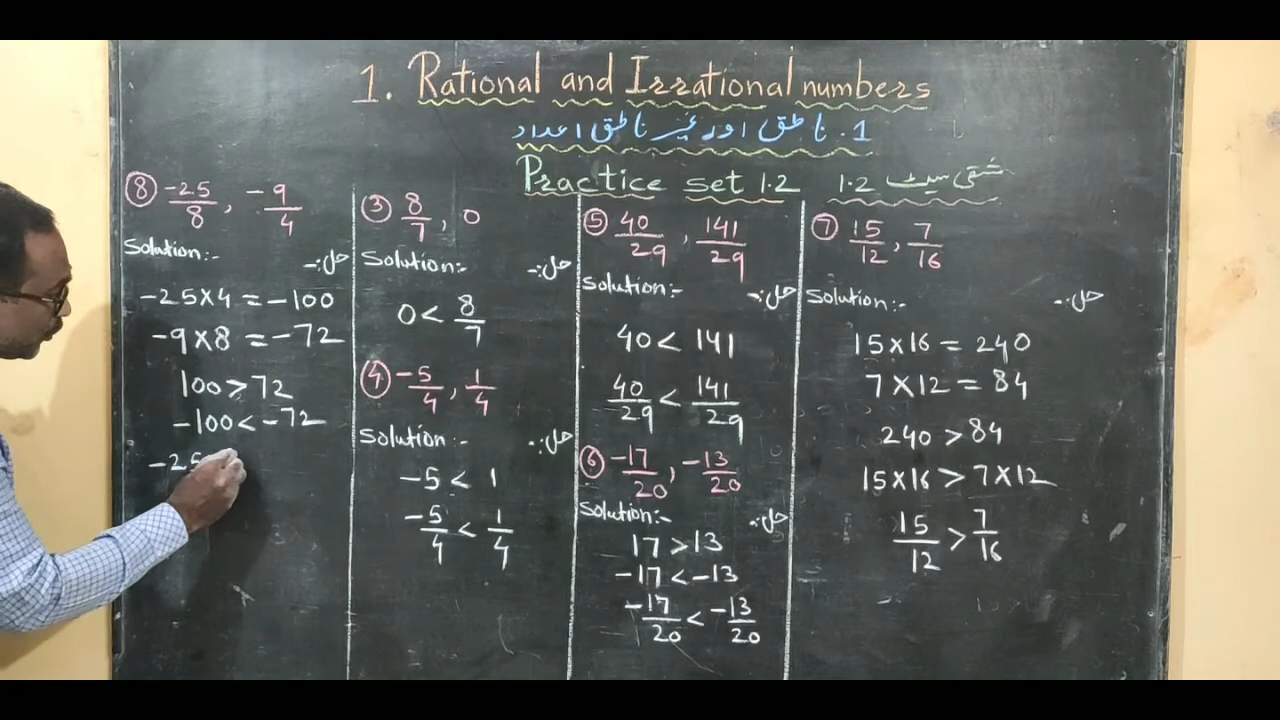 1. Rational and Irrational numbers
1. ناطق اور غیر ناطق اعداد
Practice set 1.2 مشقی سیٹ 1.2
⑧ -25/8, -9/4
Solution:- حل:-
-25×4 = -100
-9×8 = -72
100 > 72
-100 < -72
-25
③ 8/7, 0
Solution:- حل:-
0 < 8/7
④ -5/4, 1/4
Solution:- حل:-
-5 < 1
-5/4 < 1/4
⑤ 40/29, 141/29
Solution:- حل:-
40 < 141
40/29 < 141/29
⑥ -17/20, -13/20
Solution:- حل:-
17 > 13
-17 < -13
-17/20 < -13/20
⑦ 15/12, 7/16
Solution:- حل:-
15×16 = 240
7×12 = 84
240 > 84
15×16 > 7×12
15/12 > 7/16